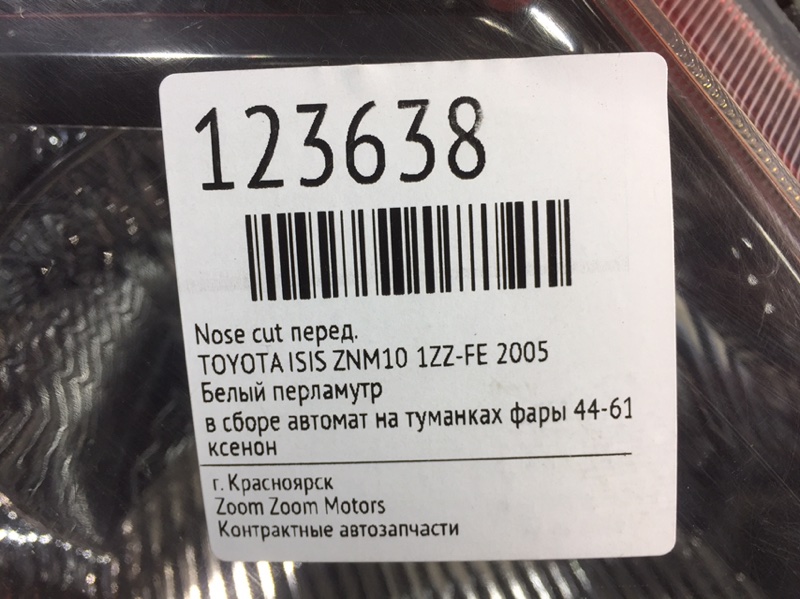 123638
Nose cut перед.
TOYOTA ISIS ZNM10 1ZZ-FE 2005
Белый перламутр
в сборе автомат на туманках фары 44-61
ксенон
г. Красноярск
Zoom Zoom Motors
Контрактные автозапчасти